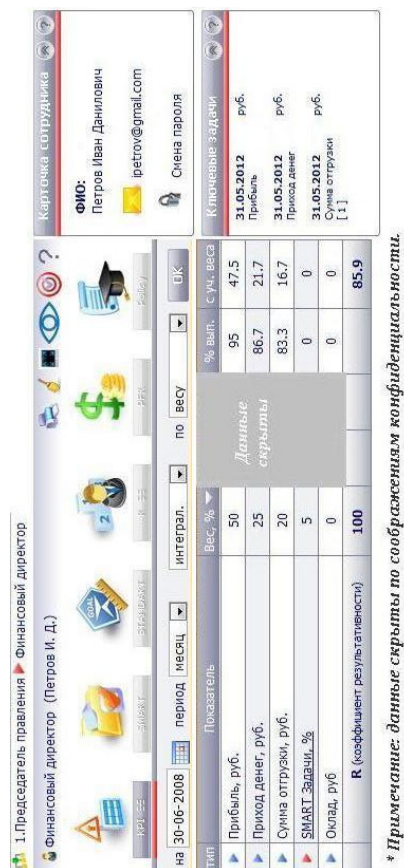 1.Председатель правления Финансовый директор
Финансовый директор (Петров И. Д.)
KPI-EE SMART STANDART PER Policy
на 30-06-2008 период месяц интеграл. по весу OK
тип Показатель Вес, % % вып. с уч. веса
Прибыль, руб. 50 95 47.5
Приход денег, руб. 25 86.7 21.7
Сумма отгрузки, руб. 20 83.3 16.7
SMART Задачи, % 5 0 0
Оклад, руб 0 0 0
R (коэффициент результативности) 100 85.9
Данные
скрыты
Карточка сотрудника
ФИО:
Петров Иван Данилович
ipetrov@gmail.com
Смена пароля
Ключевые задачи
31.05.2012 руб.
Прибыль
31.05.2012 руб.
Приход денег
31.05.2012 руб.
Сумма отгрузки
[ 1 ]
* Примечание: данные скрыты по соображениям конфиденциальности.